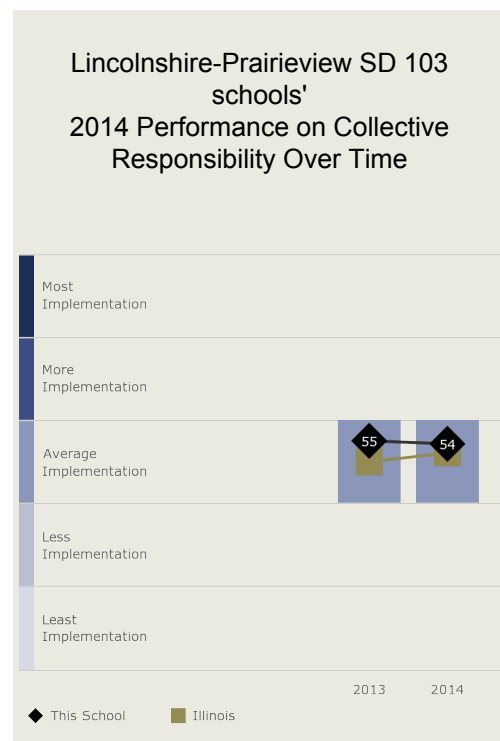 Lincolnshire-Prairieview SD 103
schools'
2014 Performance on Collective
Responsibility Over Time
Most
Implementation
More
Implementation
Average
Implementation
55
54
Less
Implementation
Least
Implementation
2013
2014
This School
Illinois